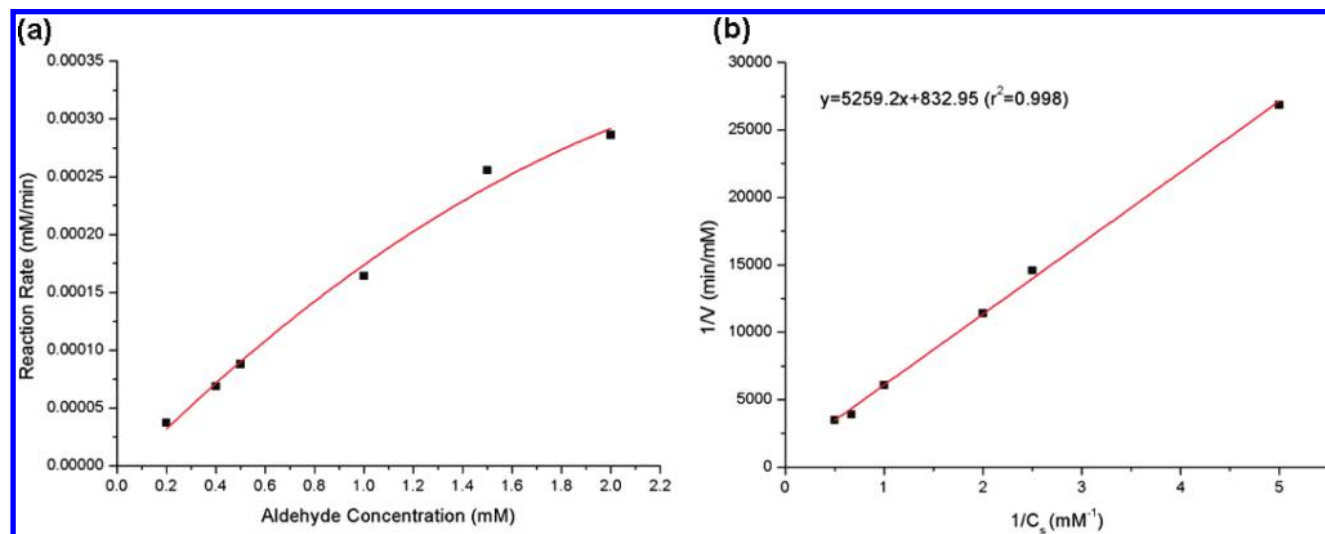 (a)
0.00035
0.00030
0.00025
0.00020
0.00015
0.00010
0.00005
0.00000
Reaction Rate (mM/min)
0.0 0.2 0.4 0.6 0.8 1.0 1.2 1.4 1.6 1.8 2.0 2.2
Aldehyde Concentration (mM)
(b)
y=5259.2x+832.95 (r²=0.998)
30000
25000
20000
15000
10000
5000
0
1/V (min/mM)
0 1 2 3 4 5
1/Cₛ (mM⁻¹)